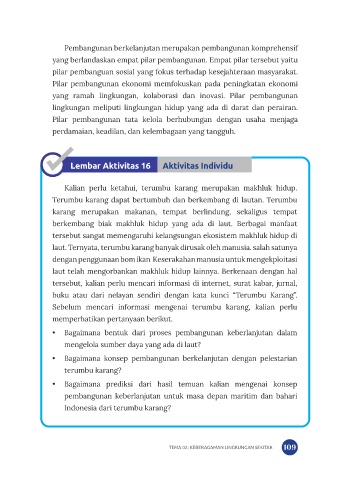 Pembangunan berkelanjutan merupakan pembangunan komprehensif
yang berlandaskan empat pilar pembangunan. Empat pilar tersebut yaitu
pilar pembanguan sosial yang fokus terhadap kesejahteraan masyarakat.
Pilar pembangunan ekonomi memfokuskan pada peningkatan ekonomi
yang ramah lingkungan, kolaborasi dan inovasi. Pilar pembangunan
lingkungan meliputi lingkungan hidup yang ada di darat dan perairan.
Pilar pembangunan tata kelola berhubungan dengan usaha menjaga
perdamaian, keadilan, dan kelembagaan yang tangguh.
Lembar Aktivitas 16 Aktivitas Individu
Kalian perlu ketahui, terumbu karang merupakan makhluk hidup.
Terumbu karang dapat bertumbuh dan berkembang di lautan. Terumbu
karang merupakan makanan, tempat berlindung, sekaligus tempat
berkembang biak makhluk hidup yang ada di laut. Berbagai manfaat
tersebut sangat memengaruhi kelangsungan ekosistem makhluk hidup di
laut. Ternyata, terumbu karang banyak dirusak oleh manusia, salah satunya
dengan penggunaan bom ikan. Keserakahan manusia untuk mengekploitasi
laut telah mengorbankan makhluk hidup lainnya. Berkenaan dengan hal
tersebut, kalian perlu mencari informasi di internet, surat kabar, jurnal,
buku atau dari nelayan sendiri dengan kata kunci “Terumbu Karang”.
Sebelum mencari informasi mengenai terumbu karang, kalian perlu
memperhatikan pertanyaan berikut.
• Bagaimana bentuk dari proses pembangunan keberlanjutan dalam
mengelola sumber daya yang ada di laut?
• Bagaimana konsep pembangunan berkelanjutan dengan pelestarian
terumbu karang?
• Bagaimana prediksi dari hasil temuan kalian mengenai konsep
pembangunan keberlanjutan untuk masa depan maritim dan bahari
Indonesia dari terumbu karang?
TEMA 02: KEBERAGAMAN LINGKUNGAN SEKITAR 109